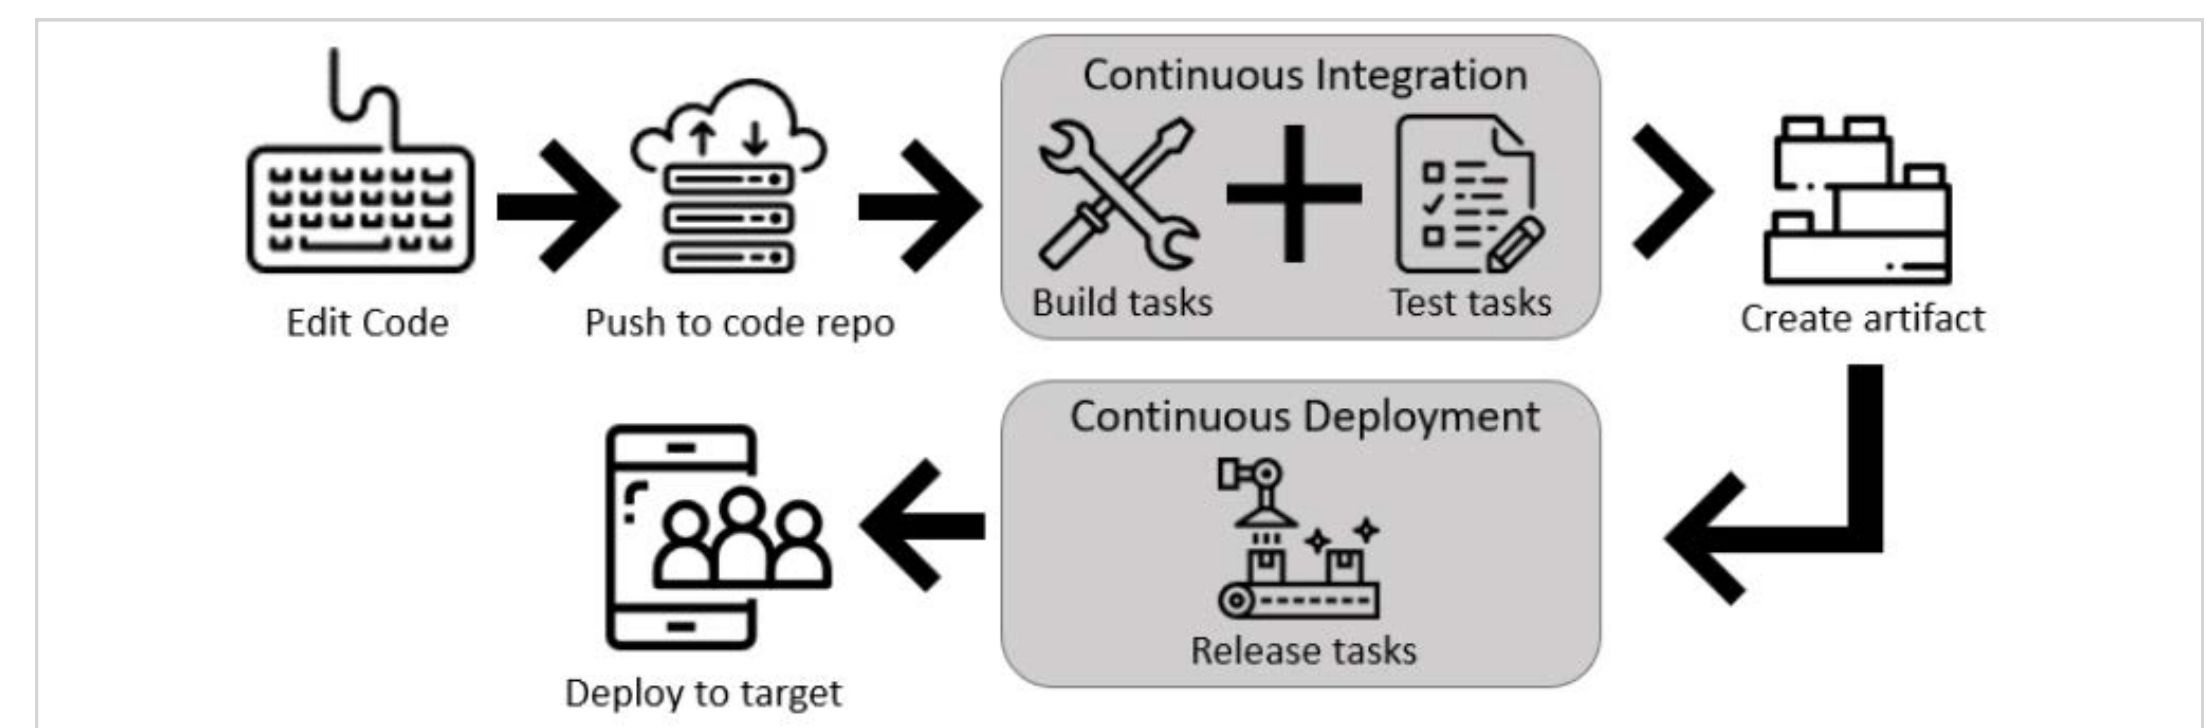 Continuous Integration
Build tasks
Test tasks
Edit Code
Push to code repo
Create artifact
Continuous Deployment
Release tasks
Deploy to target